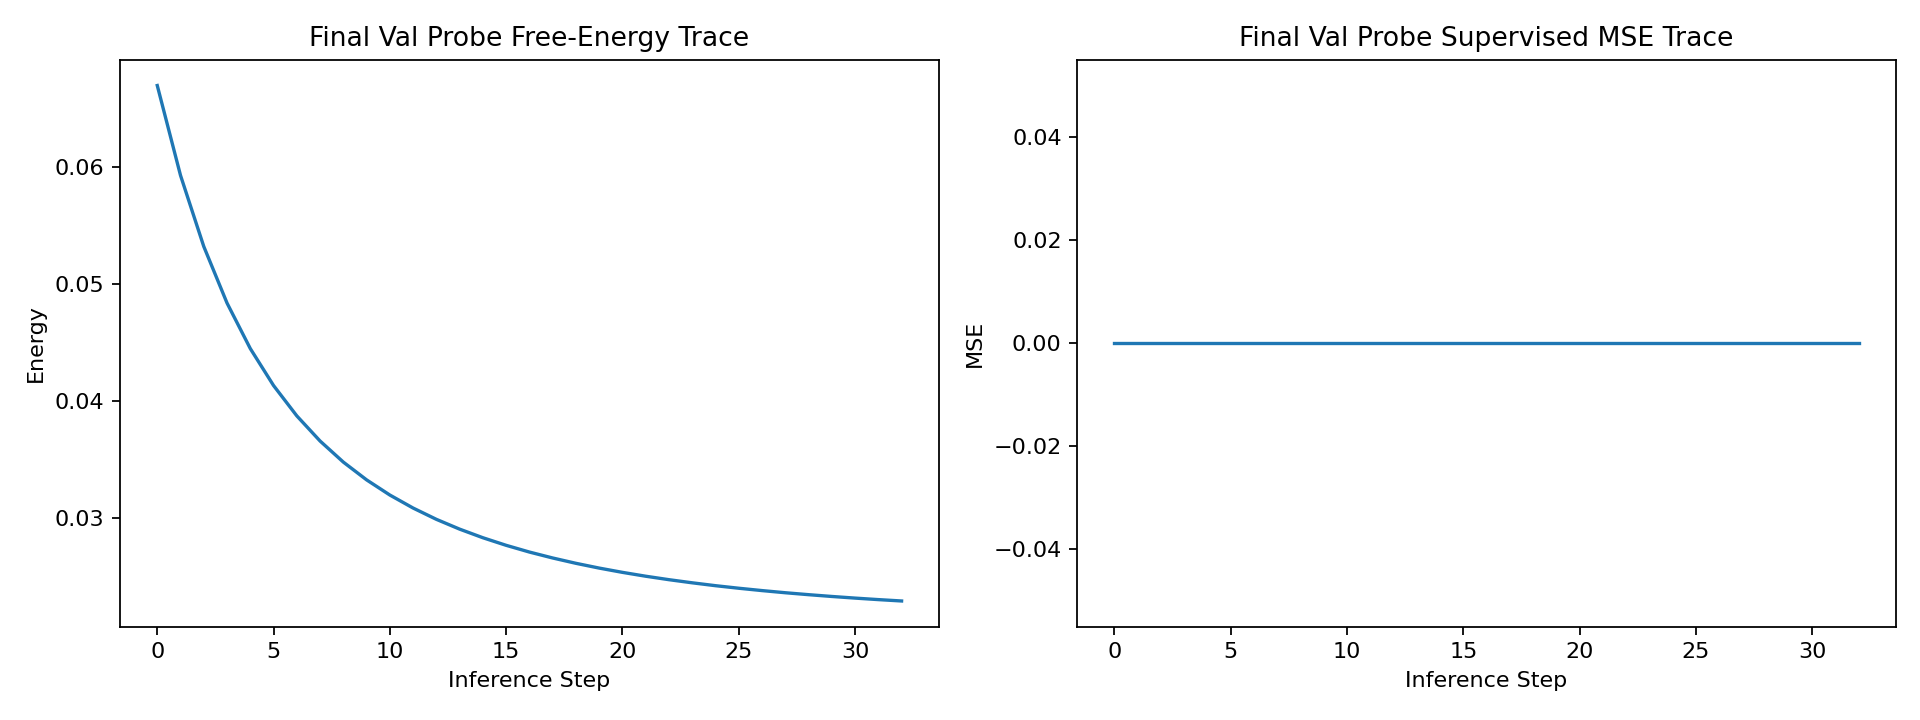 Final Val Probe Free-Energy Trace
Energy
0.06
0.05
0.04
0.03
0 5 10 15 20 25 30
Inference Step
Final Val Probe Supervised MSE Trace
MSE
0.04
0.02
0.00
−0.02
−0.04
0 5 10 15 20 25 30
Inference Step